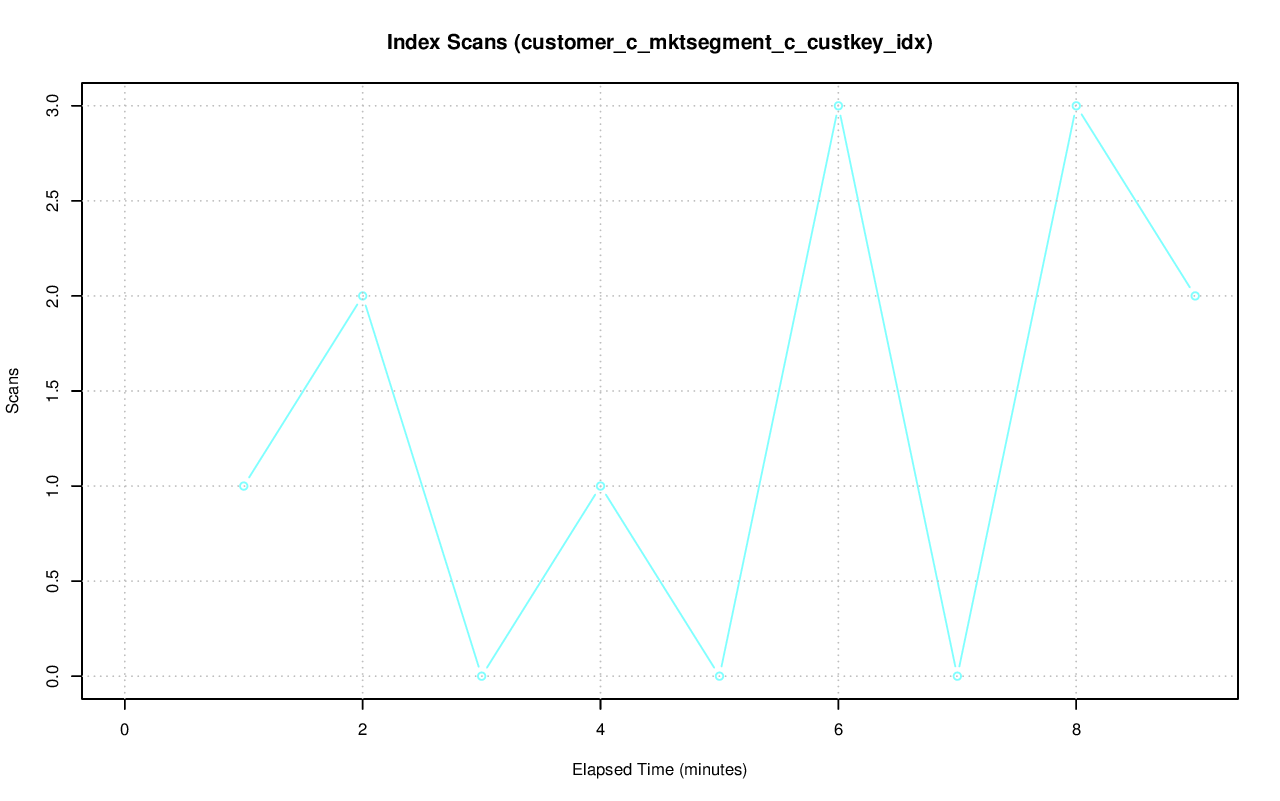 Index Scans (customer_c_mktsegment_c_custkey_idx)
3.0
2.5
2.0
1.5
1.0
0.5
0.0
Scans
0 2 4 6 8
Elapsed Time (minutes)